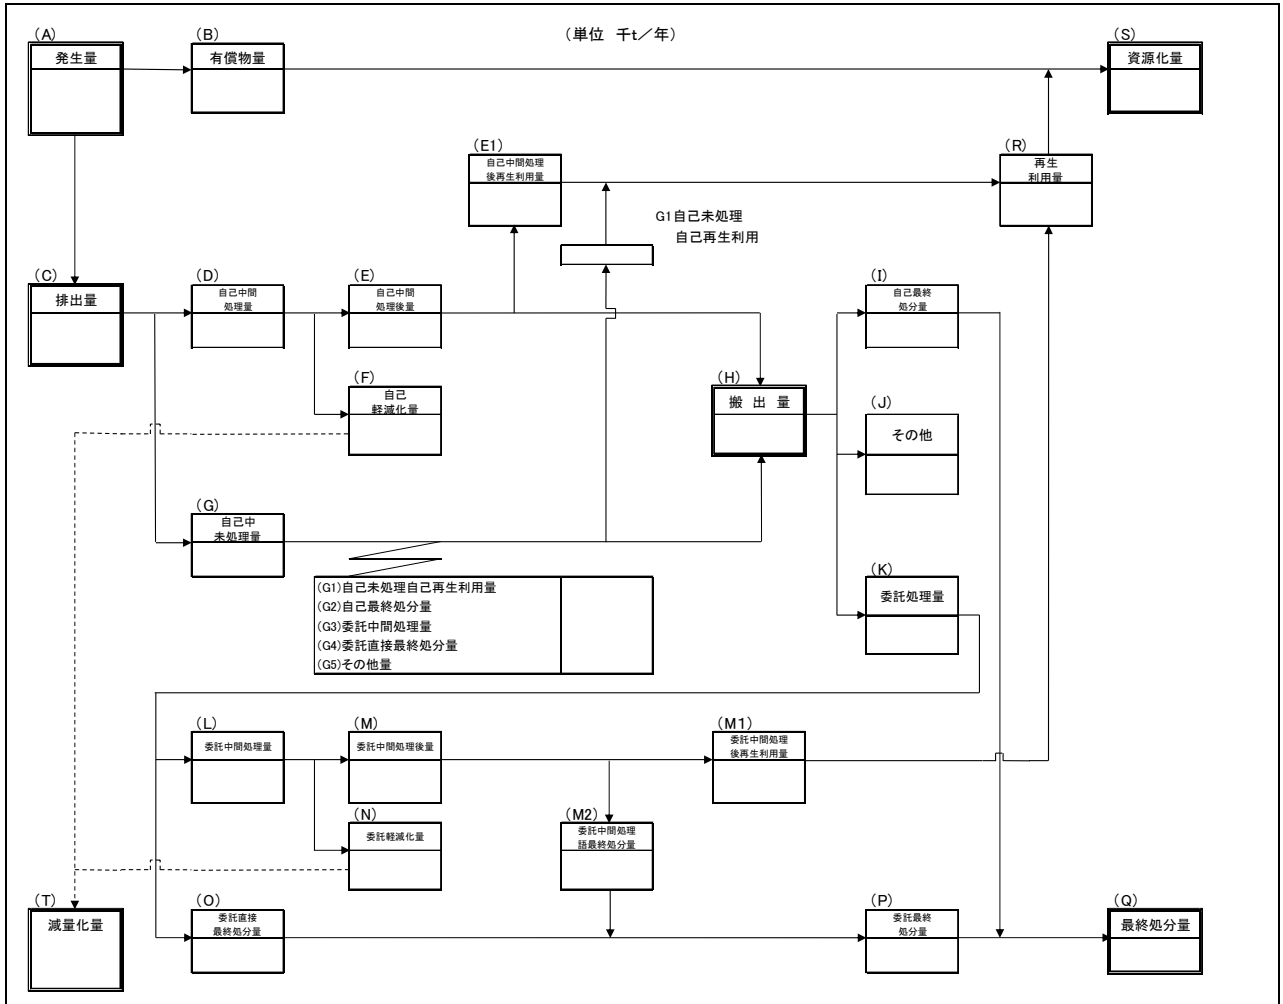 (A)
発生量
(B)
有償物量
(単位 千t/年)
(S)
資源化量
(E1)
自己中間処理
後再生利用量
(R)
再生
利用量
G1自己未処理
自己再生利用
(C)
排出量
(D)
自己中間
処理量
(E)
自己中間
処理後量
(I)
自己最終
処分量
(F)
自己
軽減化量
(H)
搬 出 量
(J)
その他
(G)
自己中
未処理量
(K)
委託処理量
(G1)自己未処理自己再生利用量
(G2)自己最終処分量
(G3)委託中間処理量
(G4)委託直接最終処分量
(G5)その他量
(L)
委託中間処理量
(M)
委託中間処理後量
(M1)
委託中間処理
後再生利用量
(N)
委託軽減化量
(M2)
委託中間処理
語最終処分量
(T)
減量化量
(O)
委託直接
最終処分量
(P)
委託最終
処分量
(Q)
最終処分量